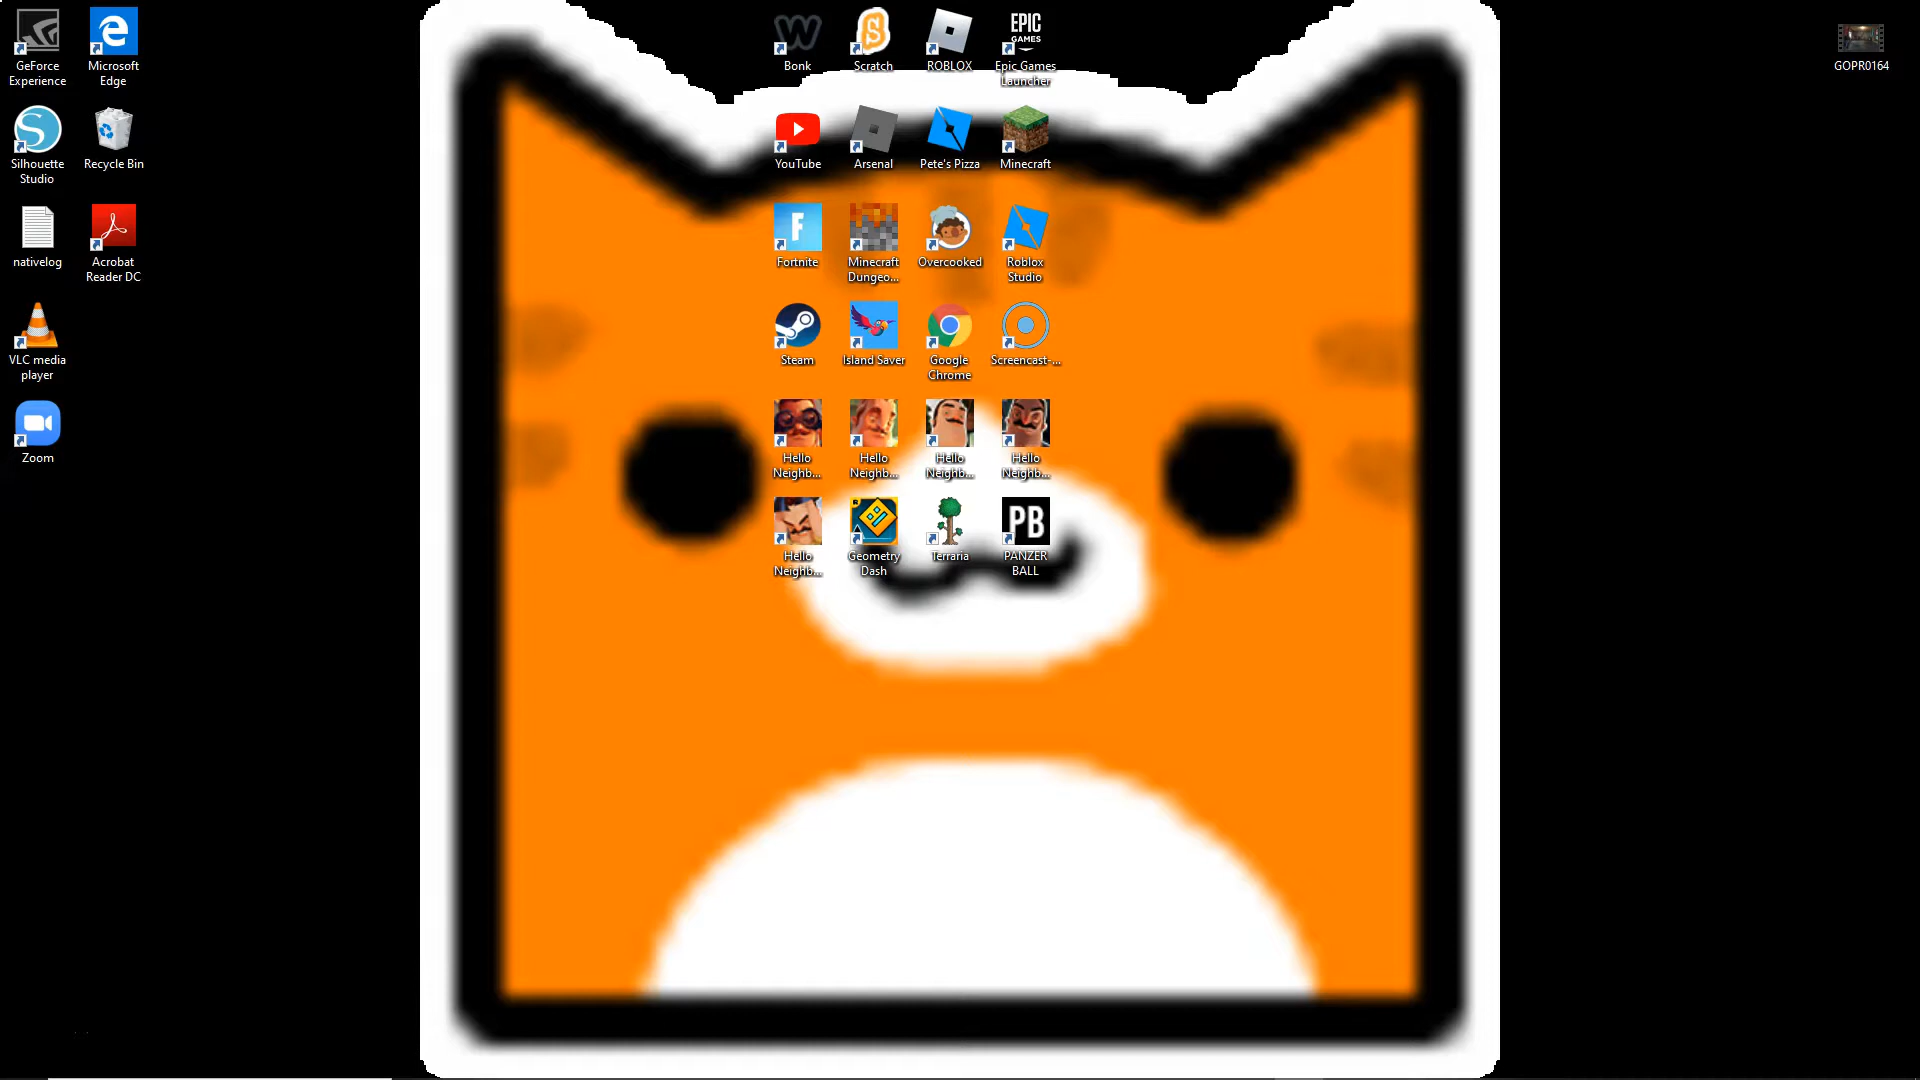 GeForce
Experience
Microsoft
Edge
Silhouette
Studio
Recycle Bin
nativelog
Acrobat
Reader DC
VLC media
player
Zoom
Bonk
Scratch
ROBLOX
EPIC
GAMES
Epic Games
Launcher
YouTube
Arsenal
Pete's Pizza
Minecraft
F
Fortnite
Minecraft
Dungeo...
Overcooked
Roblox
Studio
Steam
Island Saver
Google
Chrome
Screencast-...
Hello
Neighb...
Hello
Neighb...
Hello
Neighb...
Hello
Neighb...
Hello
Neighb...
Geometry
Dash
Terraria
PB
PANZER
BALL
GOPR0164